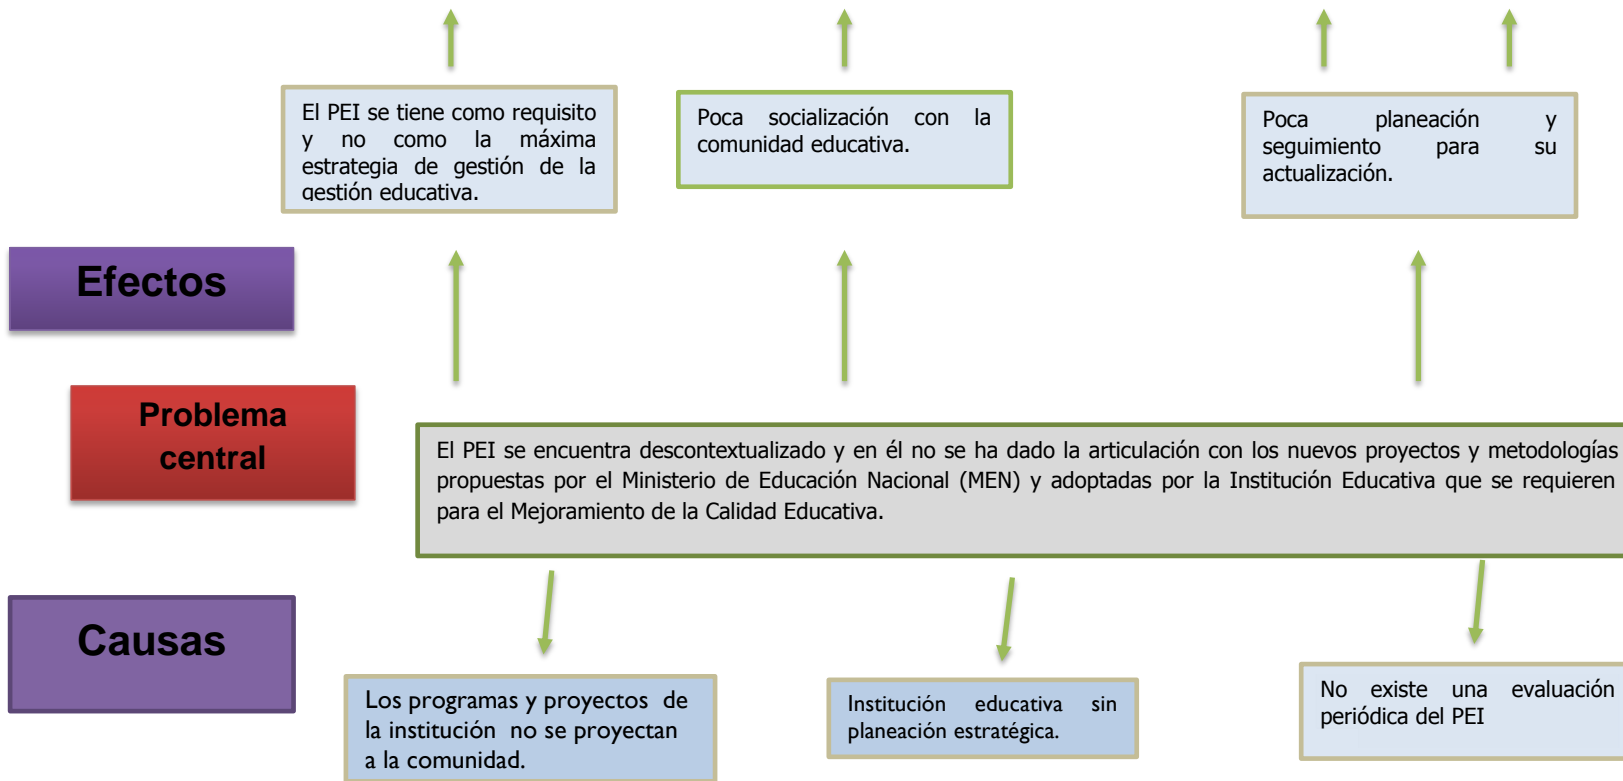 El PEI se tiene como requisito
y no como la máxima
estrategia de gestión de la
gestión educativa.
Poca socialización con la
comunidad educativa.
Poca planeación y
seguimiento para su
actualización.
Efectos
Problema
central
El PEI se encuentra descontextualizado y en él no se ha dado la articulación con los nuevos proyectos y metodologías
propuestas por el Ministerio de Educación Nacional (MEN) y adoptadas por la Institución Educativa que se requieren
para el Mejoramiento de la Calidad Educativa.
Causas
Los programas y proyectos de
la institución no se proyectan
a la comunidad.
Institución educativa sin
planeación estratégica.
No existe una evaluación
periódica del PEI